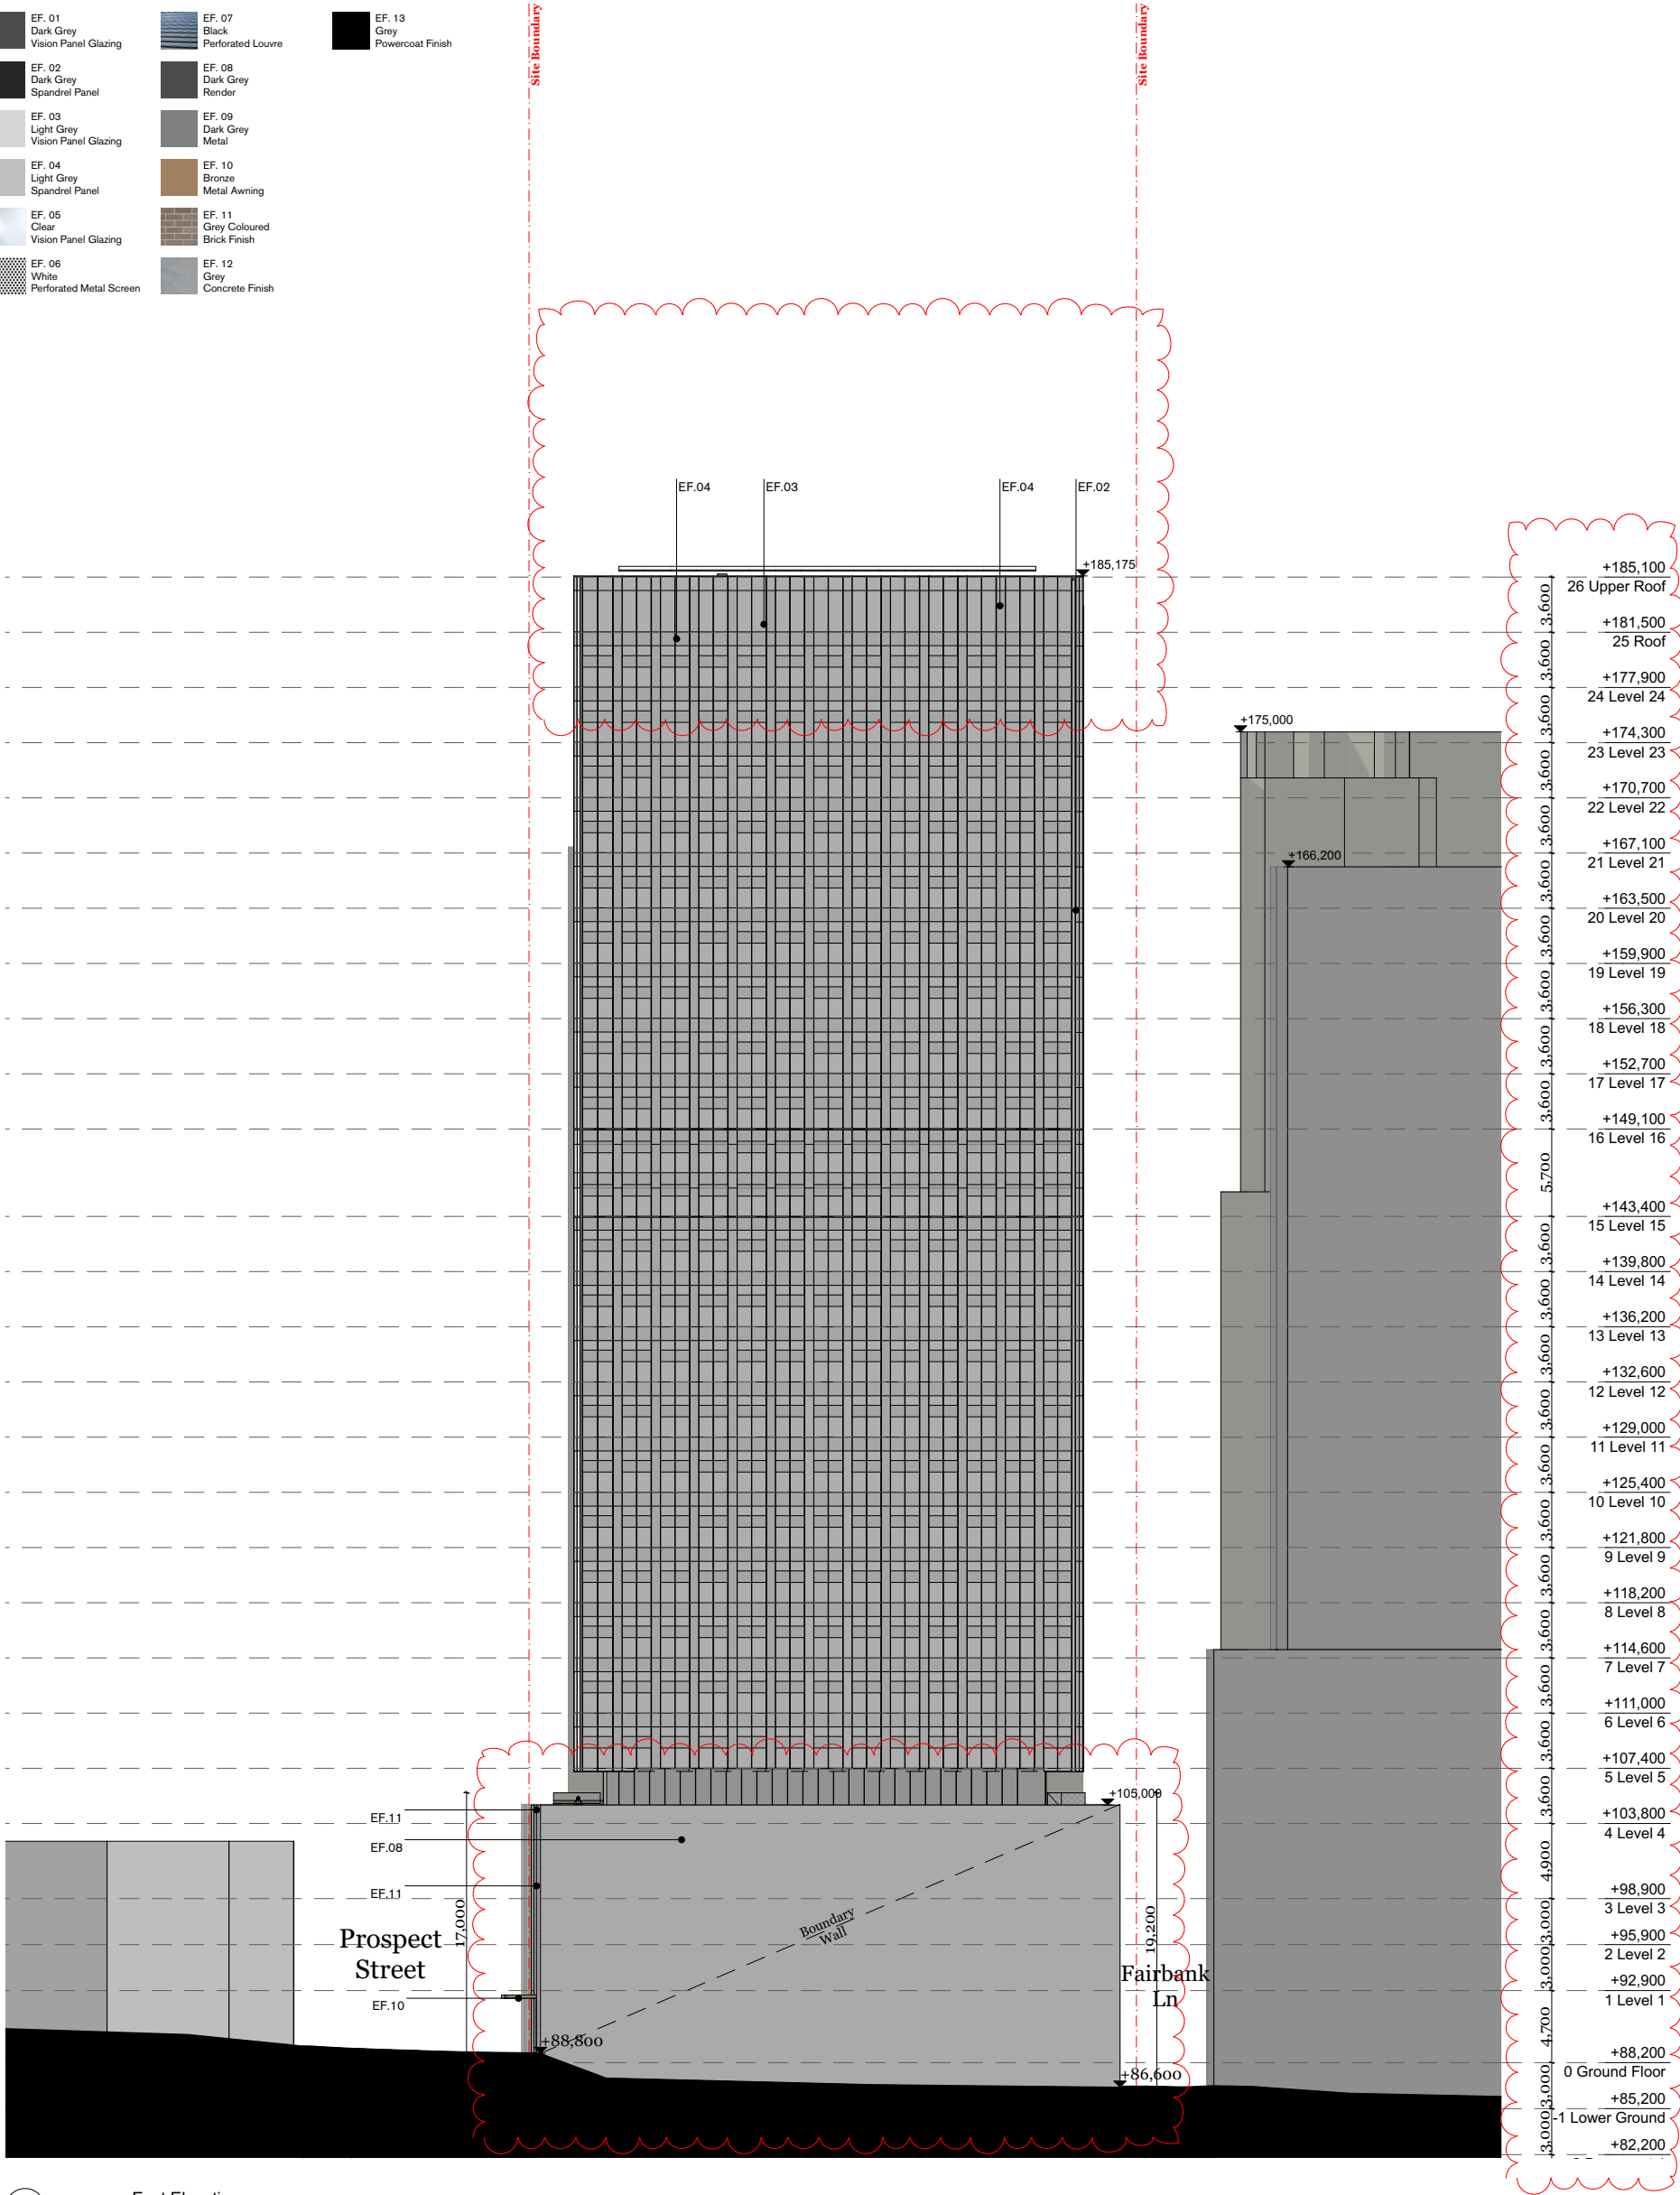 EF. 01
Dark Grey
Vision Panel Glazing
EF. 02
Dark Grey
Spandrel Panel
EF. 03
Light Grey
Vision Panel Glazing
EF. 04
Light Grey
Spandrel Panel
EF. 05
Clear
Vision Panel Glazing
EF. 06
White
Perforated Metal Screen
EF. 07
Black
Perforated Louvre
EF. 08
Dark Grey
Render
EF. 09
Dark Grey
Metal
EF. 10
Bronze
Metal Awning
EF. 11
Grey Coloured
Brick Finish
EF. 12
Grey
Concrete Finish
EF. 13
Grey
Powercoat Finish
Site Boundary
Site Boundary
EF.04
EF.03
EF.04
EF.02
+185,175
+175,000
+166,200
+105,000
EF.11
EF.08
EF.11
EF.10
Prospect
Street
17,000
Boundary
Wall
19,200
Fairbank
Ln
+88,800
+86,600
+185,100
26 Upper Roof
3,600
+181,500
25 Roof
3,600
+177,900
24 Level 24
3,600
+174,300
23 Level 23
3,600
+170,700
22 Level 22
3,600
+167,100
21 Level 21
3,600
+163,500
20 Level 20
3,600
+159,900
19 Level 19
3,600
+156,300
18 Level 18
3,600
+152,700
17 Level 17
3,600
+149,100
16 Level 16
5,700
+143,400
15 Level 15
3,600
+139,800
14 Level 14
3,600
+136,200
13 Level 13
3,600
+132,600
12 Level 12
3,600
+129,000
11 Level 11
3,600
+125,400
10 Level 10
3,600
+121,800
9 Level 9
3,600
+118,200
8 Level 8
3,600
+114,600
7 Level 7
3,600
+111,000
6 Level 6
3,600
+107,400
5 Level 5
3,600
+103,800
4 Level 4
4,900
+98,900
3 Level 3
3,000
+95,900
2 Level 2
3,000
+92,900
1 Level 1
4,700
+88,200
0 Ground Floor
3,000
+85,200
-1 Lower Ground
3,000
+82,200